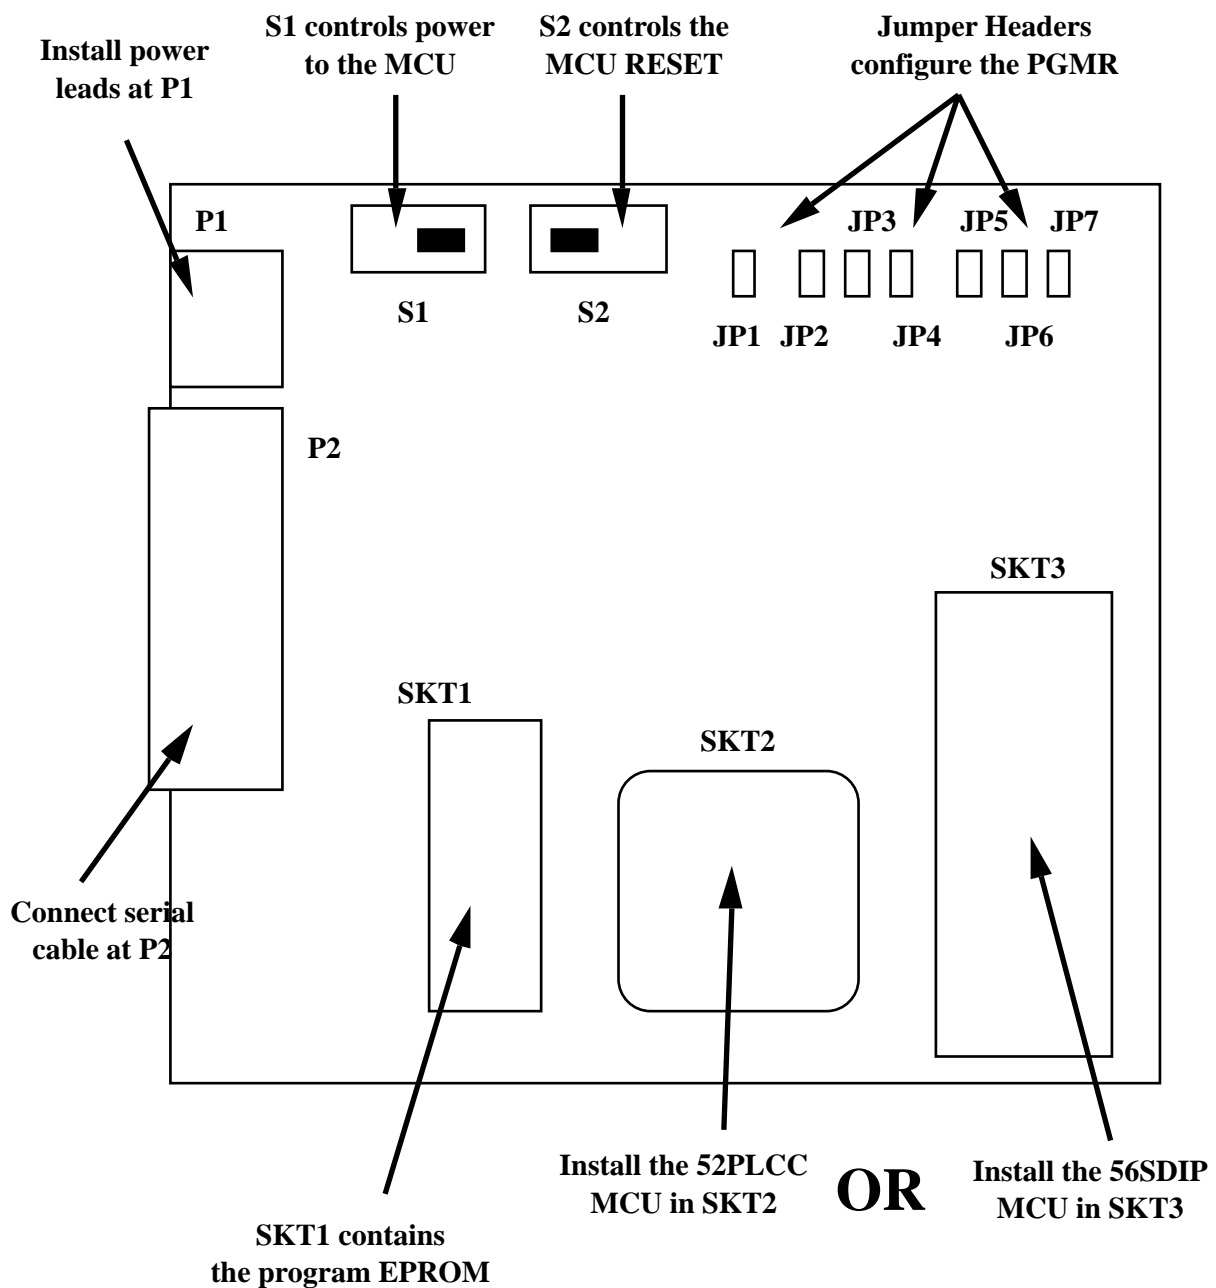 S1 controls power
to the MCU
S2 controls the
MCU RESET
Jumper Headers
configure the PGMR
Install power
leads at P1
P1
JP3
JP5
JP7
S1
S2
JP1
JP2
JP4
JP6
P2
SKT3
SKT1
SKT2
Connect serial
cable at P2
Install the 52PLCC
MCU in SKT2
OR
Install the 56SDIP
MCU in SKT3
SKT1 contains
the program EPROM